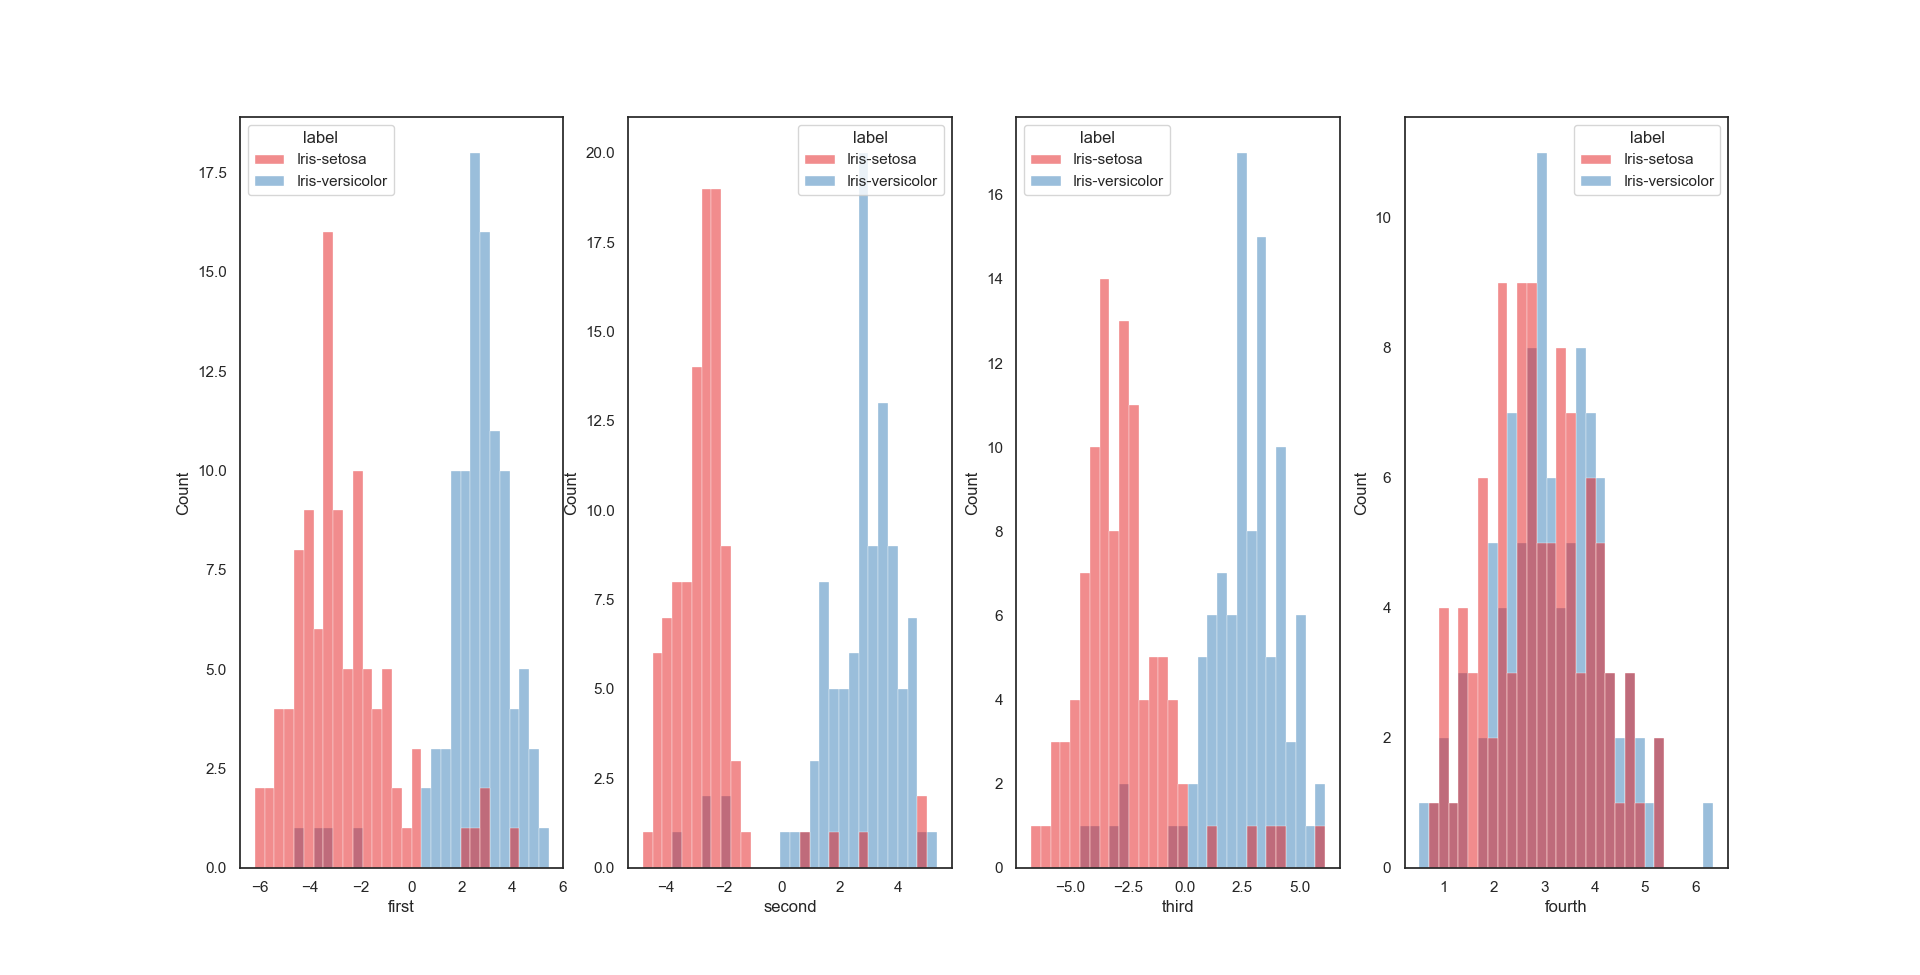 label
Iris-setosa
Iris-versicolor
17.5
15.0
12.5
10.0
7.5
5.0
2.5
0.0
Count
−6 −4 −2 0 2 4 6
first
label
Iris-setosa
Iris-versicolor
20.0
17.5
15.0
12.5
10.0
7.5
5.0
2.5
0.0
Count
−4 −2 0 2 4
second
label
Iris-setosa
Iris-versicolor
16
14
12
10
8
6
4
2
0
Count
−5.0 −2.5 0.0 2.5 5.0
third
label
Iris-setosa
Iris-versicolor
10
8
6
4
2
0
Count
1 2 3 4 5 6
fourth